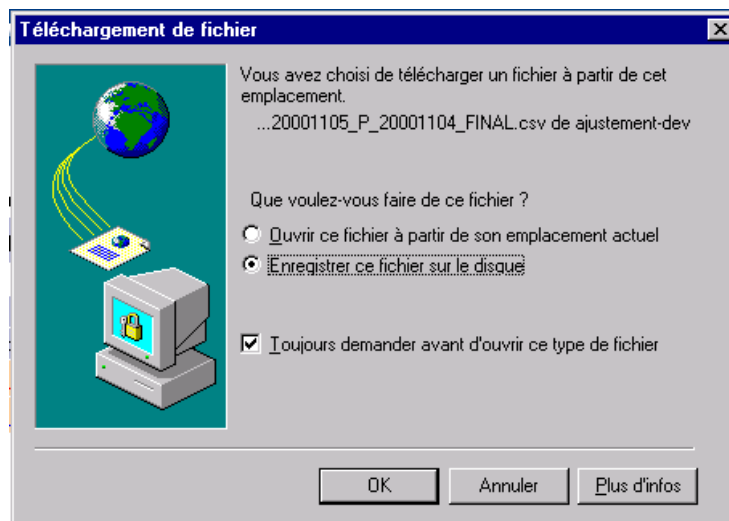 Téléchargement de fichier
Vous avez choisi de télécharger un fichier à partir de cet
emplacement.
...20001105_P_20001104_FINAL.csv de ajustement-dev
Que voulez-vous faire de ce fichier ?
Ouvrir ce fichier à partir de son emplacement actuel
Enregistrer ce fichier sur le disque
Toujours demander avant d'ouvrir ce type de fichier
OK
Annuler
Plus d'infos